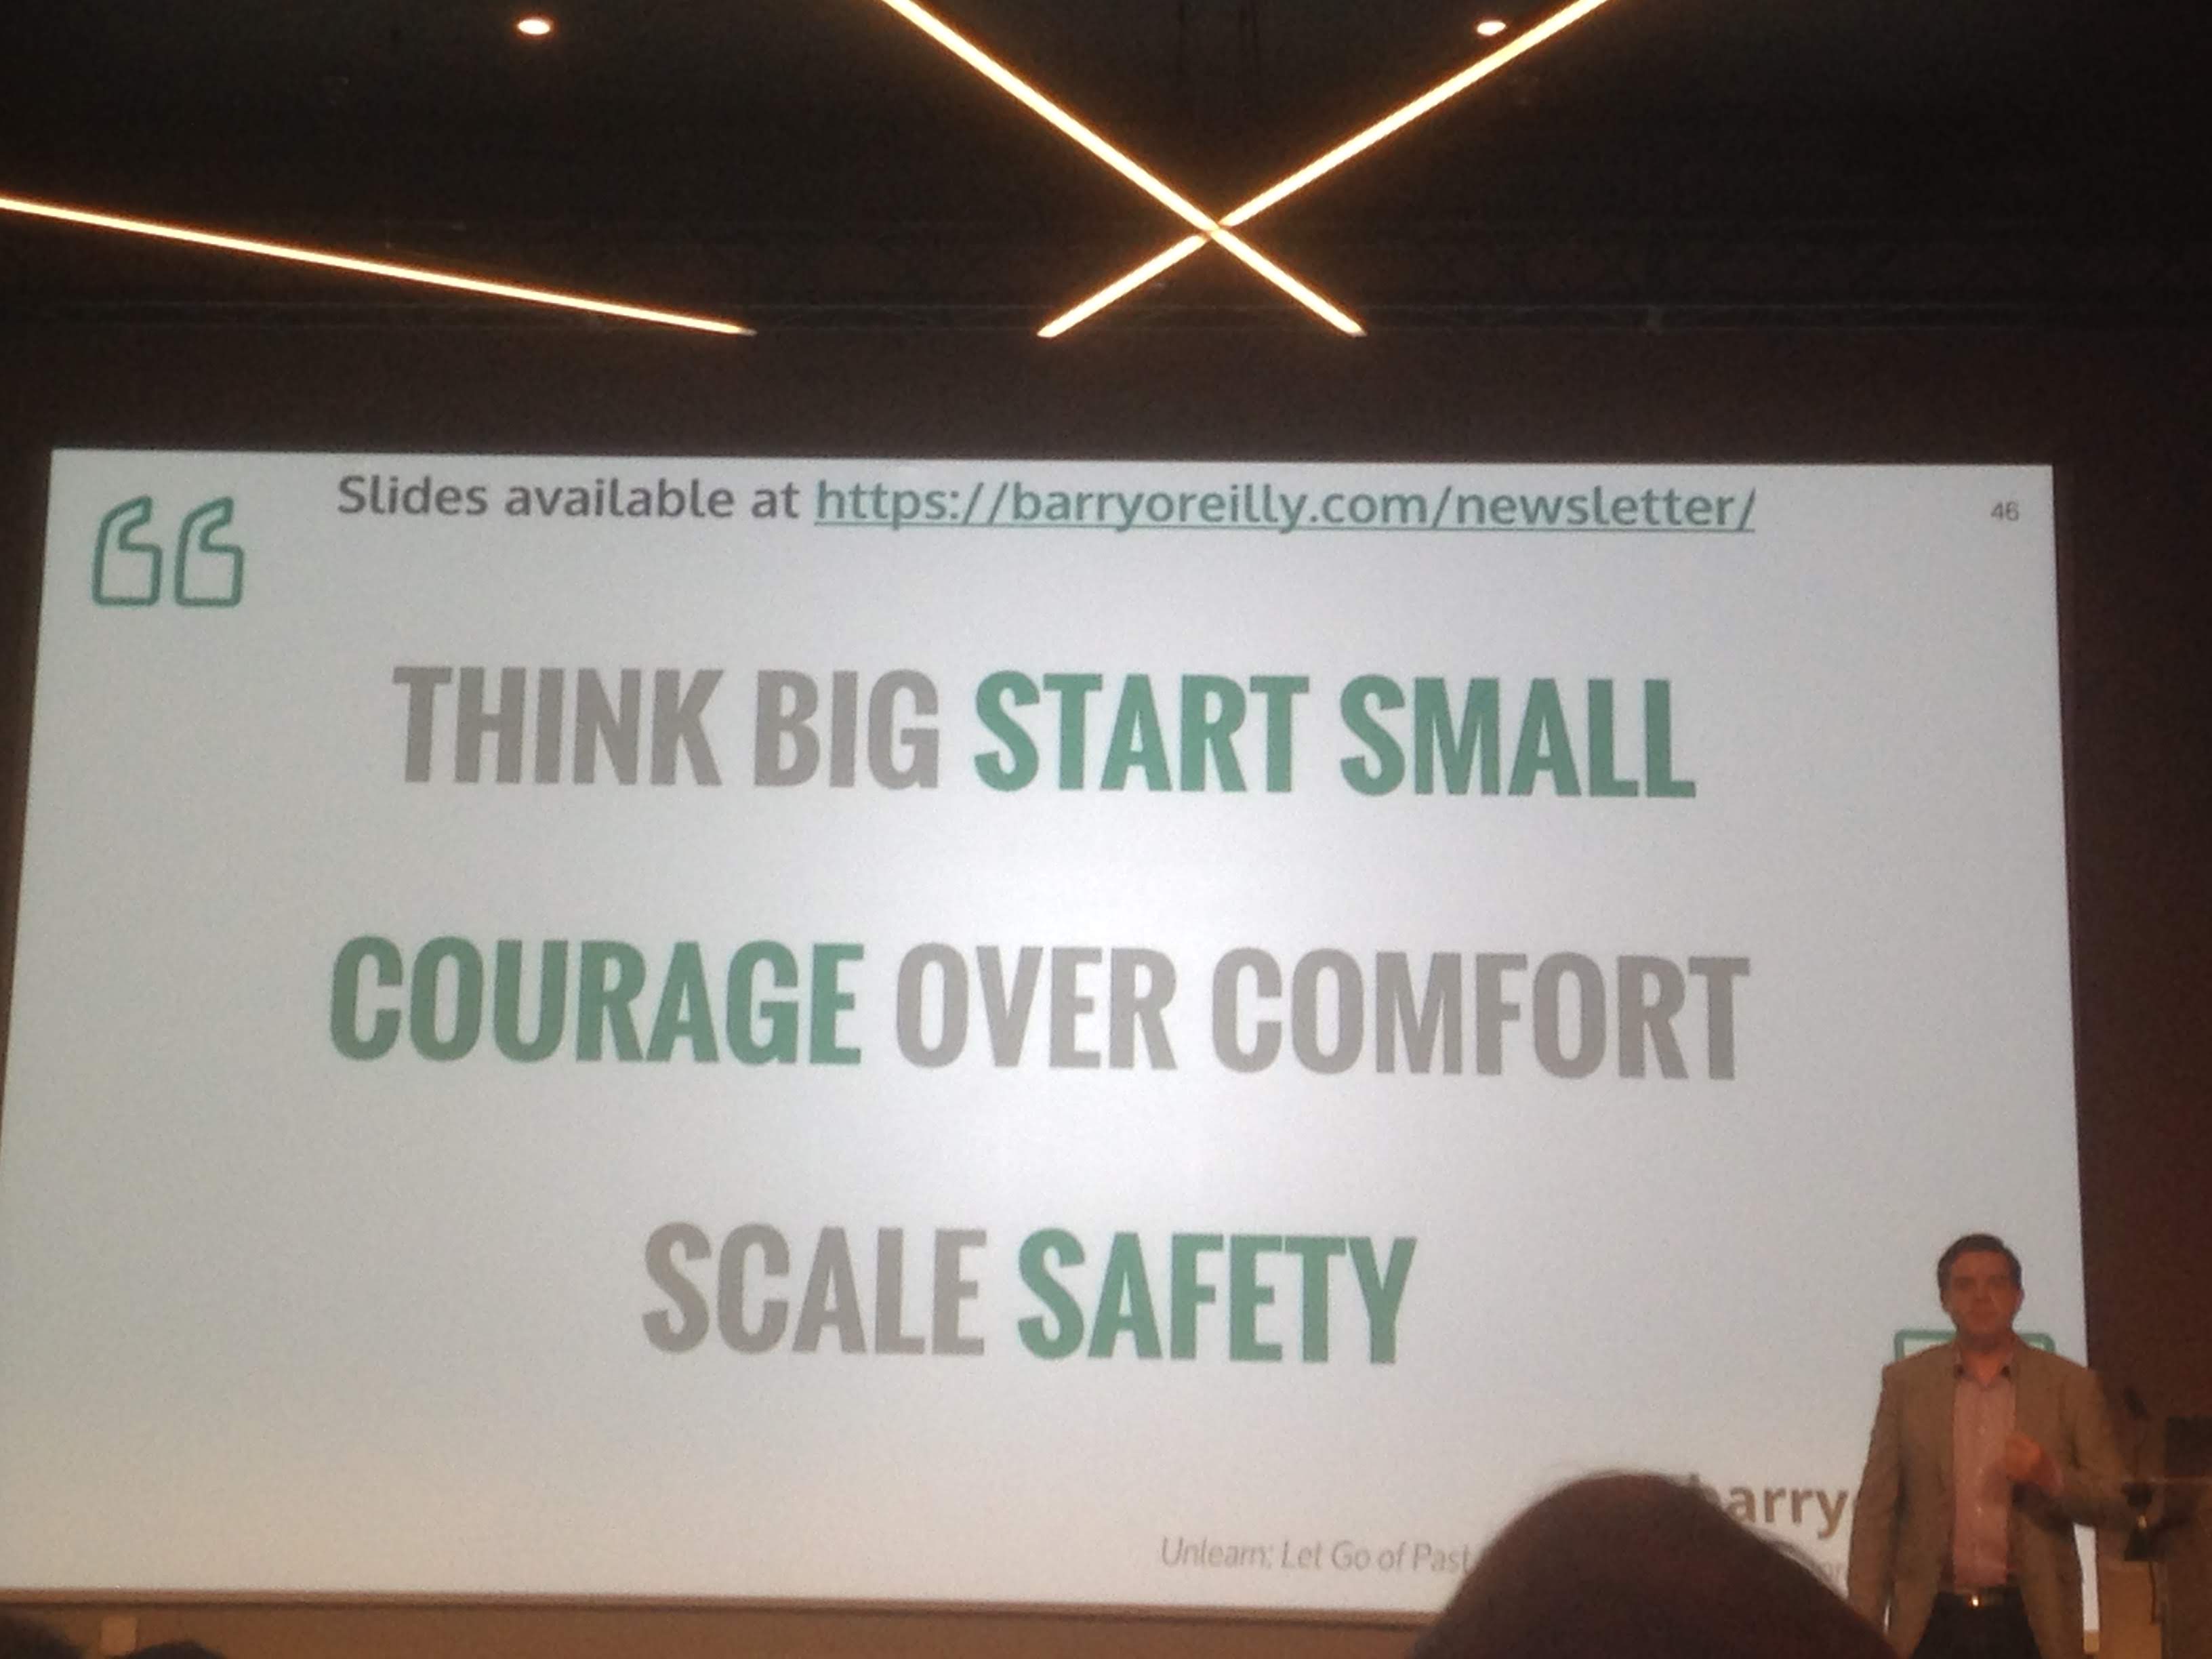 Slides available at https://barryoreilly.com/newsletter/
46
THINK BIG START SMALL
COURAGE OVER COMFORT
SCALE SAFETY
barry
Unlearn: Let Go of Past